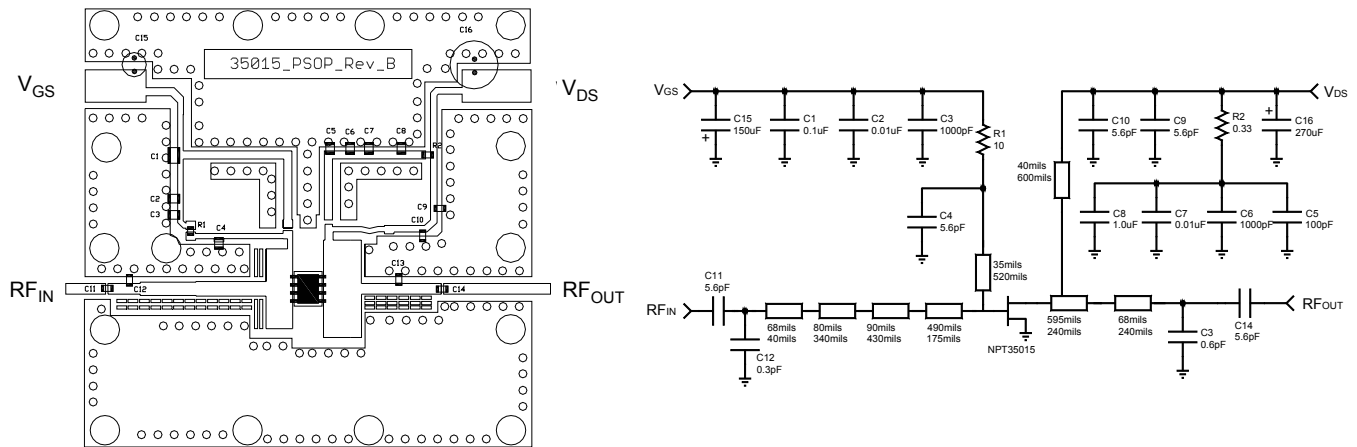 C15
C16
35015_PSOP_Rev_B
VGS
VDS
C5
C6
C7
C8
R2
C1
C2
C3
C9
R1
C4
C10
C13
RFIN
C11
C12
C14
RFOUT
VGS
C15
150uF
+
C1
0.1uF
C2
0.01uF
C3
1000pF
R1
10
C4
5.6pF
35mils
520mils
RFIN
C11
5.6pF
C12
0.3pF
68mils
40mils
80mils
340mils
90mils
430mils
490mils
175mils
NPT35015
VDS
C10
5.6pF
C9
5.6pF
R2
0.33
+
C16
270uF
40mils
600mils
C8
1.0uF
C7
0.01uF
C6
1000pF
C5
100pF
595mils
240mils
68mils
240mils
C3
0.6pF
C14
5.6pF
RFOUT